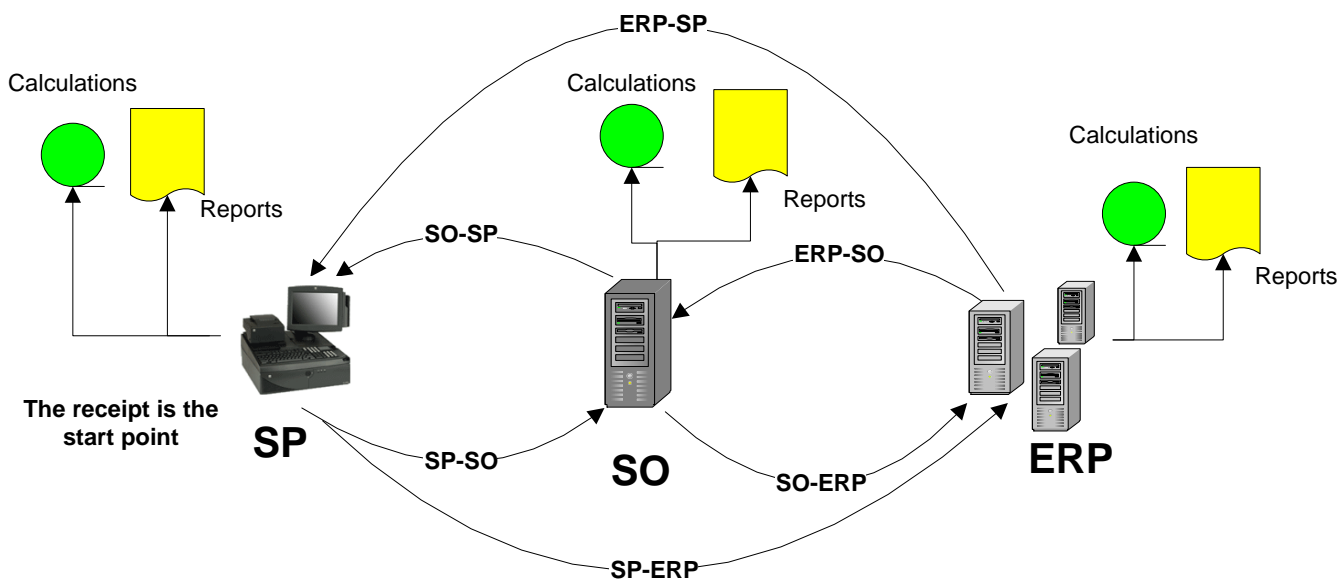 ERP-SP
Calculations
Calculations
Calculations
Reports
Reports
Reports
SO-SP
ERP-SO
The receipt is the
start point
SP
SP-SO
SO
SO-ERP
ERP
SP-ERP